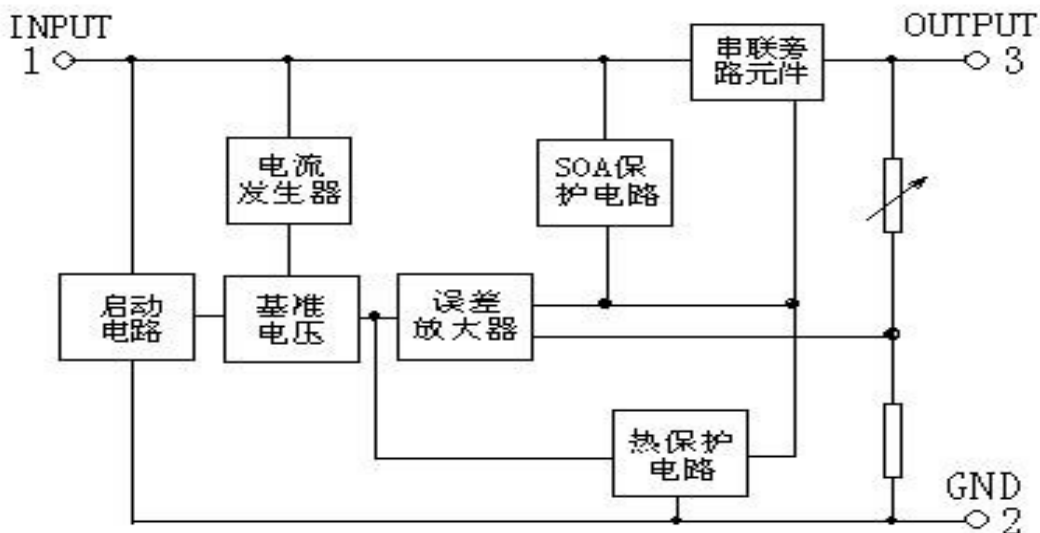 INPUT
1
OUTPUT
3
串联旁
路元件
电流
发生器
SOA保
护电路
启动
电路
基准
电压
误差
放大器
热保护
电路
GND
2